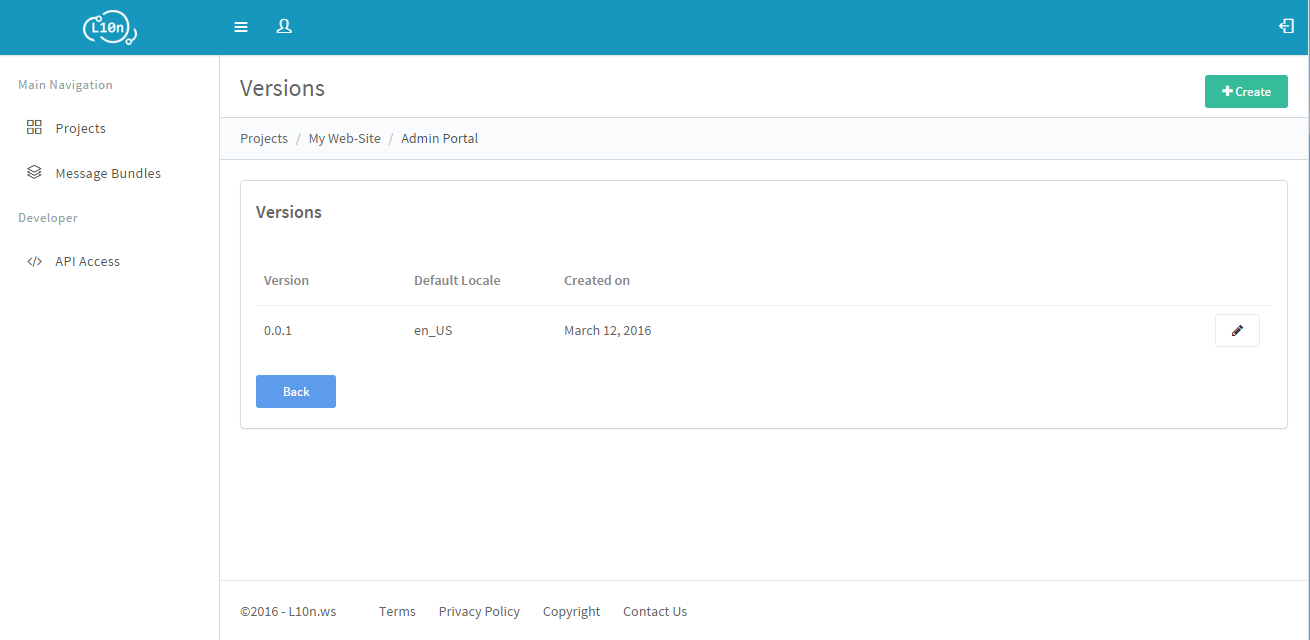 L10n
Main Navigation
Projects
Message Bundles
Developer
API Access
Versions
Create
Projects / My Web-Site / Admin Portal
Versions
Version Default Locale Created on
0.0.1 en_US March 12, 2016
Back
©2016 - L10n.ws Terms Privacy Policy Copyright Contact Us